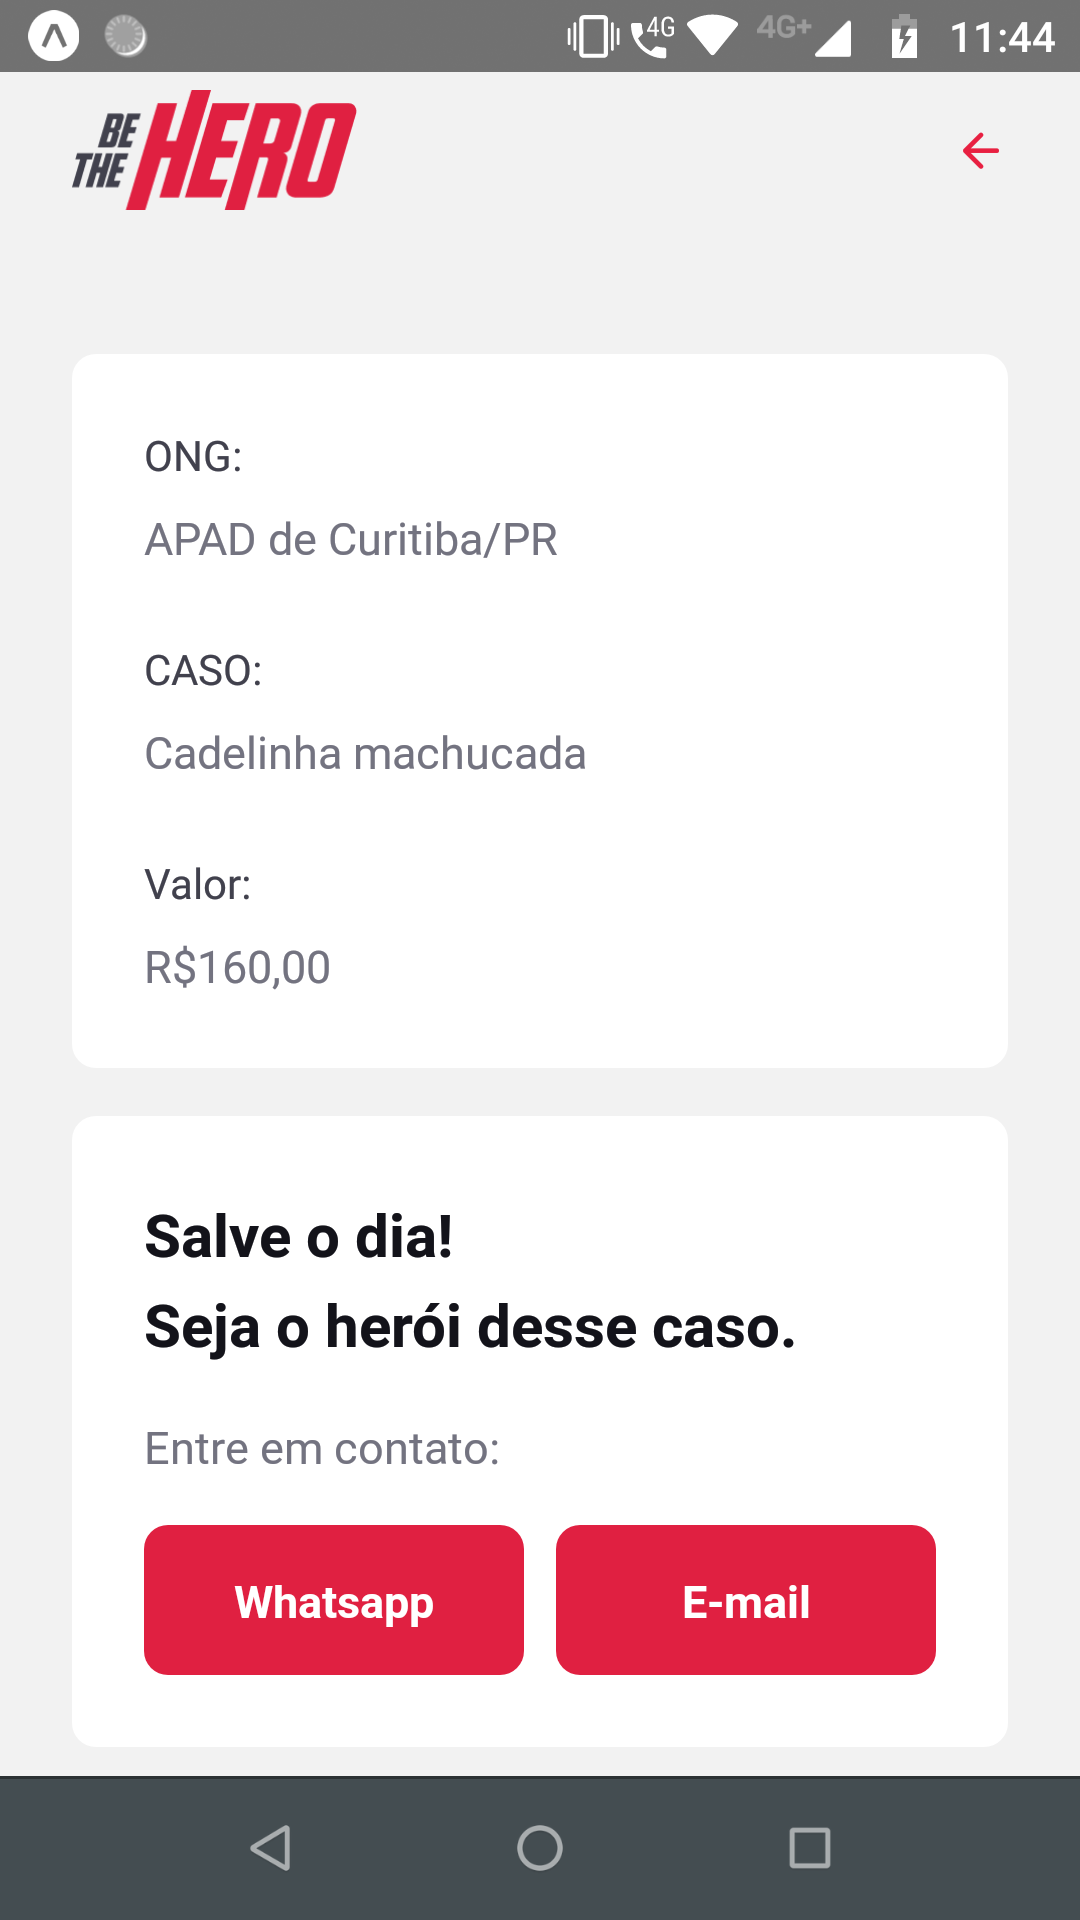 4G 4G+ 11:44
BE
THE HERO
ONG:
APAD de Curitiba/PR
CASO:
Cadelinha machucada
Valor:
R$160,00
Salve o dia!
Seja o herói desse caso.
Entre em contato:
Whatsapp E-mail